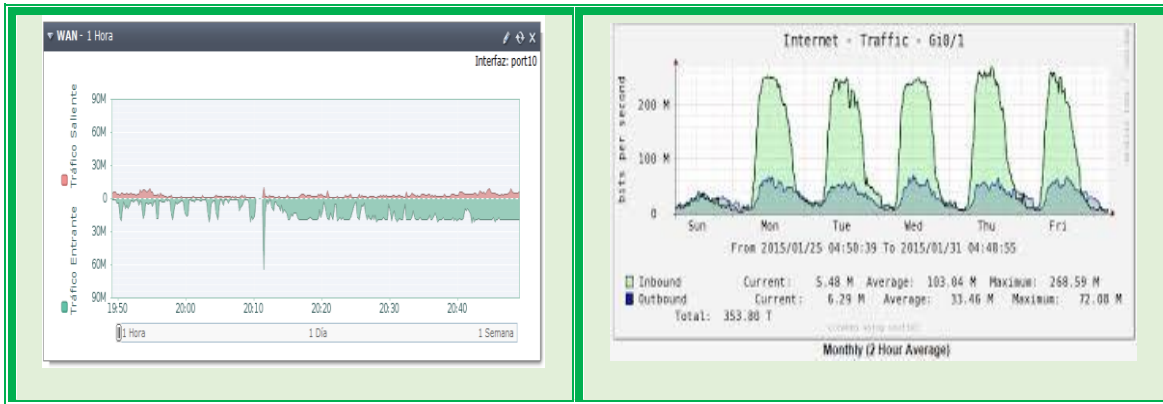 WAN - 1 Hora
Interfaz: port10
Tráfico Saliente
Tráfico Entrante
90M
60M
30M
0
30M
60M
90M
19:50 20:00 20:10 20:20 20:30 20:40
1 Hora 1 Día 1 Semana
Internet - Traffic - Gi0/1
bits per second
200 M
100 M
0
Sun Mon Tue Wed Thu Fri
From 2015/01/25 04:50:39 To 2015/01/31 04:40:55
Inbound Current: 5.48 M Average: 103.04 M Maximum: 268.59 M
Outbound Current: 6.29 M Average: 33.46 M Maximum: 72.08 M
Total: 353.80 T
Monthly (2 Hour Average)